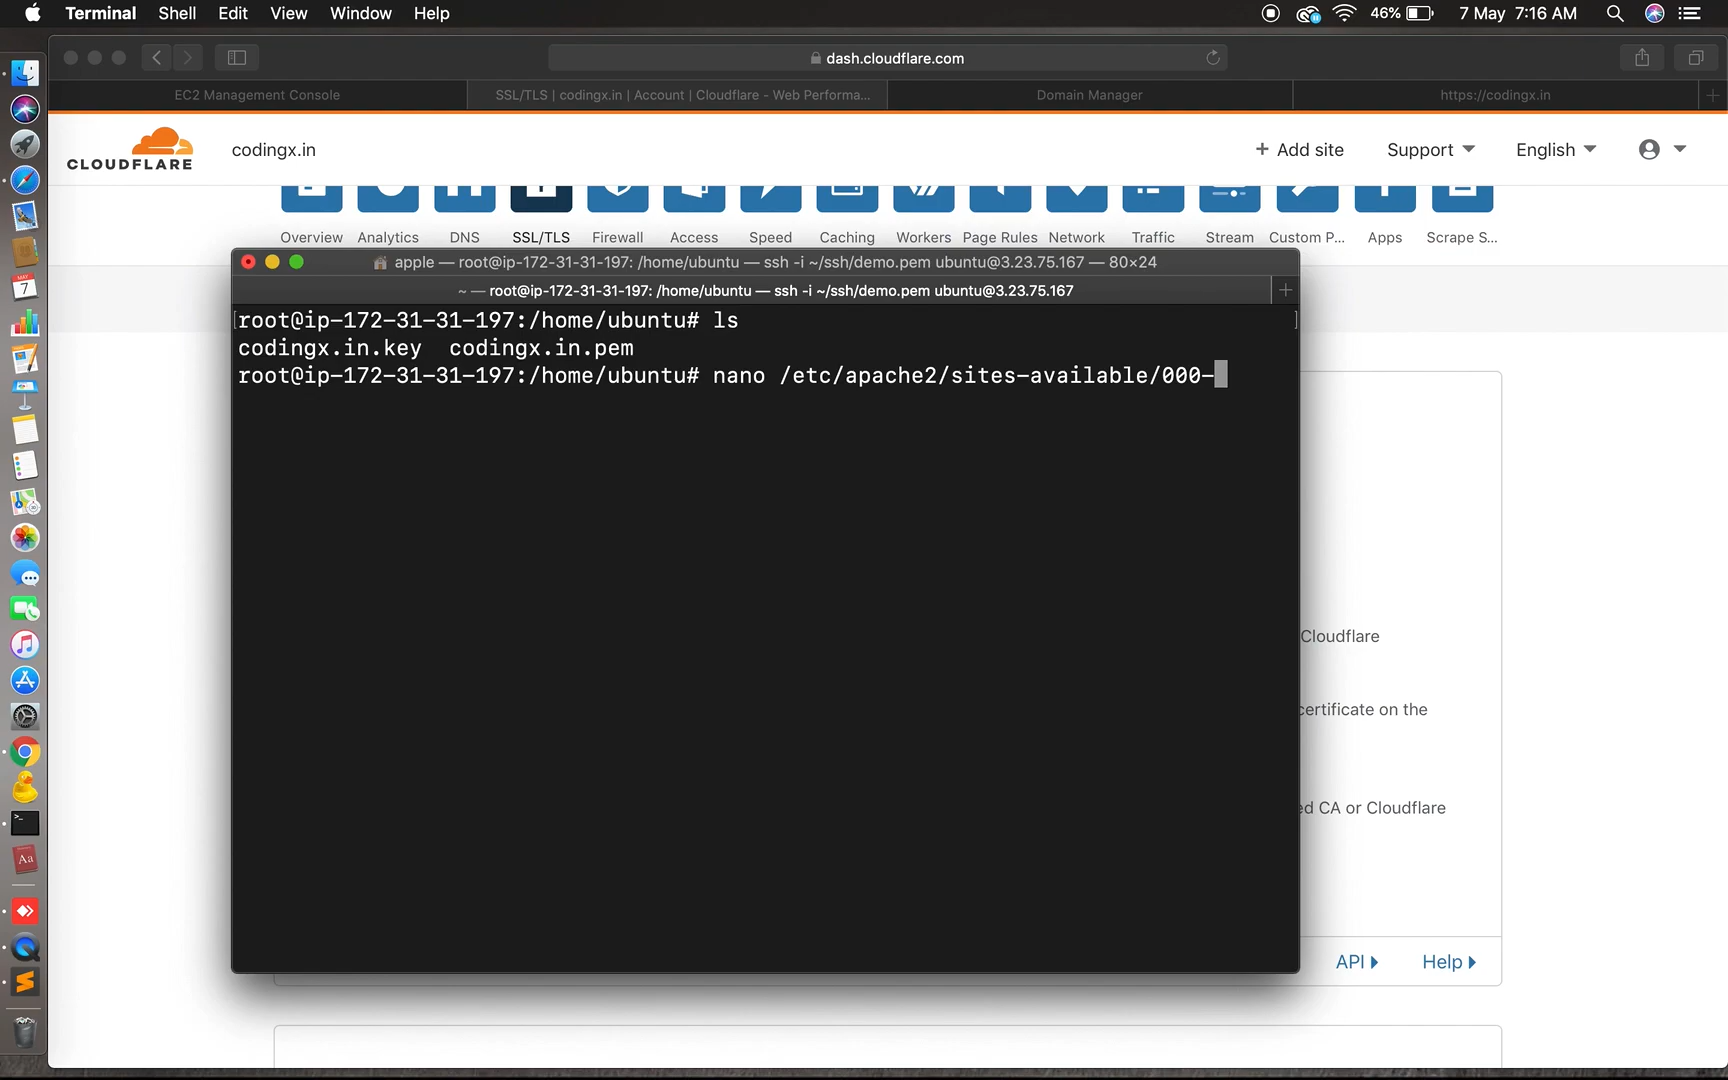 Terminal Shell Edit View Window Help 46% 7 May 7:16 AM
dash.cloudflare.com
EC2 Management Console SSL/TLS | codingx.in | Account | Cloudflare - Web Performa... Domain Manager https://codingx.in
CLOUDFLARE codingx.in + Add site Support English
Overview Analytics DNS SSL/TLS Firewall Access Speed Caching Workers Page Rules Network Traffic Stream Custom P... Apps Scrape S...
apple — root@ip-172-31-31-197: /home/ubuntu — ssh -i ~/ssh/demo.pem ubuntu@3.23.75.167 — 80×24
~ — root@ip-172-31-31-197: /home/ubuntu — ssh -i ~/ssh/demo.pem ubuntu@3.23.75.167
[root@ip-172-31-31-197:/home/ubuntu# ls ]
codingx.in.key codingx.in.pem
root@ip-172-31-31-197:/home/ubuntu# nano /etc/apache2/sites-available/000-
Cloudflare
certificate on the
ed CA or Cloudflare
API Help
MAY
7
Aa